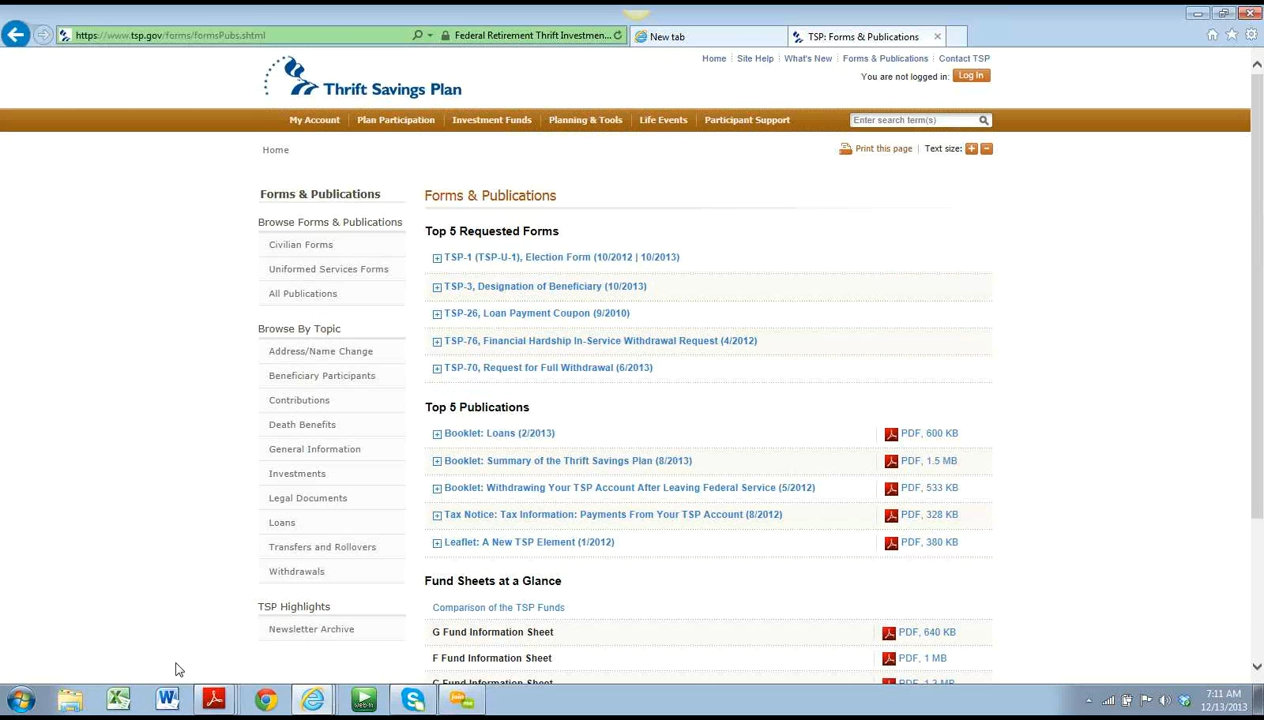 https://www.tsp.gov/forms/formsPubs.shtml
Federal Retirement Thrift Investmen...
New tab
TSP: Forms & Publications
Home
Site Help
What's New
Forms & Publications
Contact TSP
You are not logged in:
Log In
Thrift Savings Plan
My Account
Plan Participation
Investment Funds
Planning & Tools
Life Events
Participant Support
Enter search term(s)
Home
Print this page
Text size:
Forms & Publications
Browse Forms & Publications
Civilian Forms
Uniformed Services Forms
All Publications
Browse By Topic
Address/Name Change
Beneficiary Participants
Contributions
Death Benefits
General Information
Investments
Legal Documents
Loans
Transfers and Rollovers
Withdrawals
TSP Highlights
Newsletter Archive
Forms & Publications
Top 5 Requested Forms
TSP-1 (TSP-U-1), Election Form (10/2012 | 10/2013)
TSP-3, Designation of Beneficiary (10/2013)
TSP-26, Loan Payment Coupon (9/2010)
TSP-76, Financial Hardship In-Service Withdrawal Request (4/2012)
TSP-70, Request for Full Withdrawal (6/2013)
Top 5 Publications
Booklet: Loans (2/2013) PDF, 600 KB
Booklet: Summary of the Thrift Savings Plan (8/2013) PDF, 1.5 MB
Booklet: Withdrawing Your TSP Account After Leaving Federal Service (5/2012) PDF, 533 KB
Tax Notice: Tax Information: Payments From Your TSP Account (8/2012) PDF, 328 KB
Leaflet: A New TSP Element (1/2012) PDF, 380 KB
Fund Sheets at a Glance
Comparison of the TSP Funds
G Fund Information Sheet PDF, 640 KB
F Fund Information Sheet PDF, 1 MB
C Fund Information Sheet PDF, 1.3 MB
7:11 AM
12/13/2013